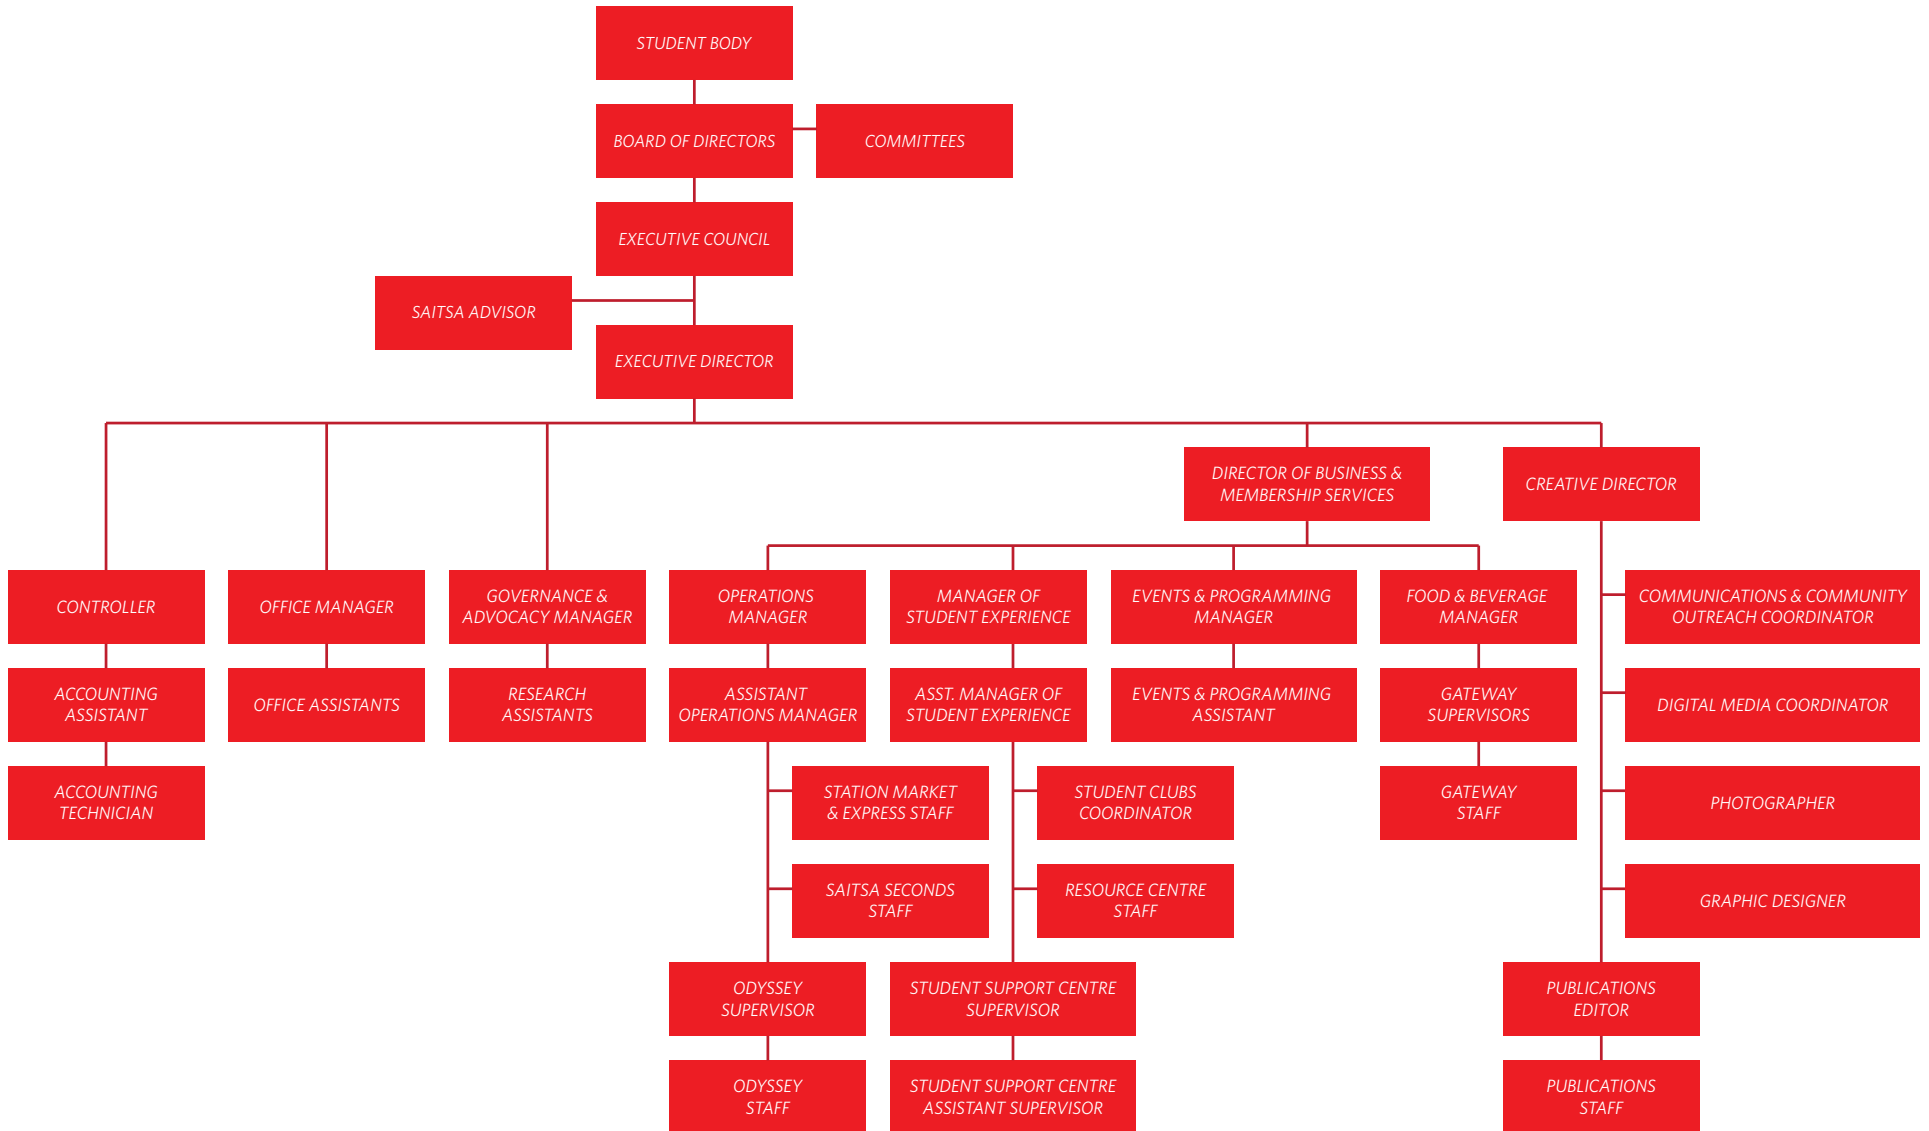 STUDENT BODY
BOARD OF DIRECTORS
COMMITTEES
EXECUTIVE COUNCIL
SAITSA ADVISOR
EXECUTIVE DIRECTOR
DIRECTOR OF BUSINESS &
MEMBERSHIP SERVICES
CREATIVE DIRECTOR
CONTROLLER
OFFICE MANAGER
GOVERNANCE &
ADVOCACY MANAGER
OPERATIONS
MANAGER
MANAGER OF
STUDENT EXPERIENCE
EVENTS & PROGRAMMING
MANAGER
FOOD & BEVERAGE
MANAGER
COMMUNICATIONS & COMMUNITY
OUTREACH COORDINATOR
ACCOUNTING
ASSISTANT
OFFICE ASSISTANTS
RESEARCH
ASSISTANTS
ASSISTANT
OPERATIONS MANAGER
ASST. MANAGER OF
STUDENT EXPERIENCE
EVENTS & PROGRAMMING
ASSISTANT
GATEWAY
SUPERVISORS
DIGITAL MEDIA COORDINATOR
ACCOUNTING
TECHNICIAN
STATION MARKET
& EXPRESS STAFF
STUDENT CLUBS
COORDINATOR
GATEWAY
STAFF
PHOTOGRAPHER
SAITSA SECONDS
STAFF
RESOURCE CENTRE
STAFF
GRAPHIC DESIGNER
ODYSSEY
SUPERVISOR
STUDENT SUPPORT CENTRE
SUPERVISOR
PUBLICATIONS
EDITOR
ODYSSEY
STAFF
STUDENT SUPPORT CENTRE
ASSISTANT SUPERVISOR
PUBLICATIONS
STAFF